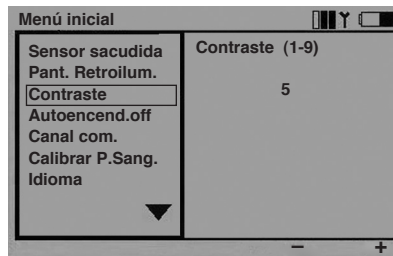 Menú inicial
Sensor sacudida
Pant. Retroilum.
Contraste
Autoencend.off
Canal com.
Calibrar P.Sang.
Idioma
Contraste (1-9)
5
− +